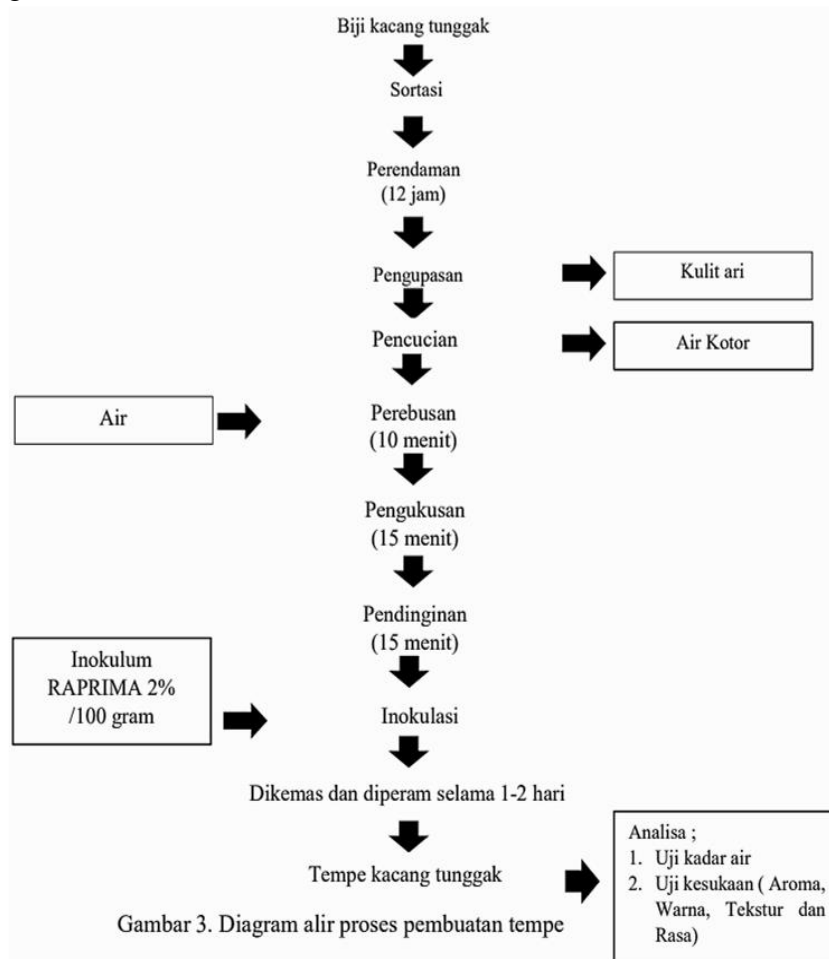 Biji kacang tunggak
Sortasi
Perendaman
(12 jam)
Pengupasan
Kulit ari
Pencucian
Air Kotor
Air
Perebusan
(10 menit)
Pengukusan
(15 menit)
Pendinginan
(15 menit)
Inokulum
RAPRIMA 2%
/100 gram
Inokulasi
Dikemas dan diperam selama 1-2 hari
Tempe kacang tunggak
Analisa ;
1. Uji kadar air
2. Uji kesukaan ( Aroma,
Warna, Tekstur dan
Rasa)
Gambar 3. Diagram alir proses pembuatan tempe